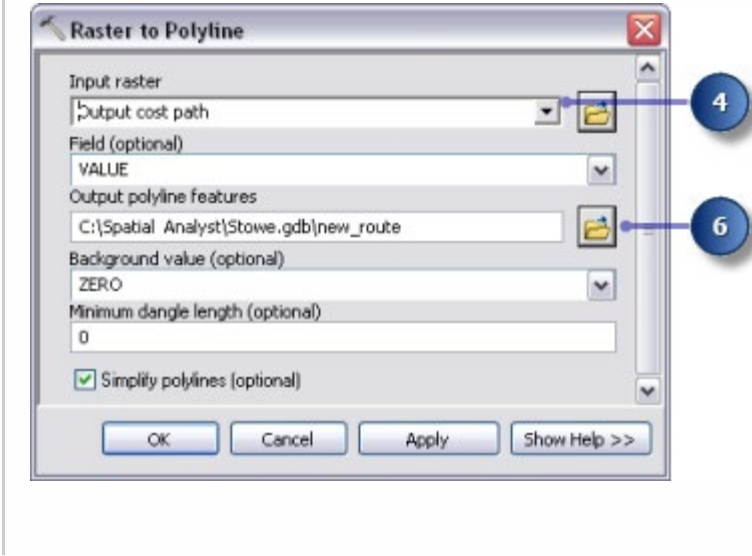 Raster to Polyline
Input raster
Output cost path
4
Field (optional)
VALUE
Output polyline features
C:\Spatial Analyst\Stowe.gdb\new_route
6
Background value (optional)
ZERO
Minimum dangle length (optional)
0
Simplify polylines (optional)
OK Cancel Apply Show Help >>